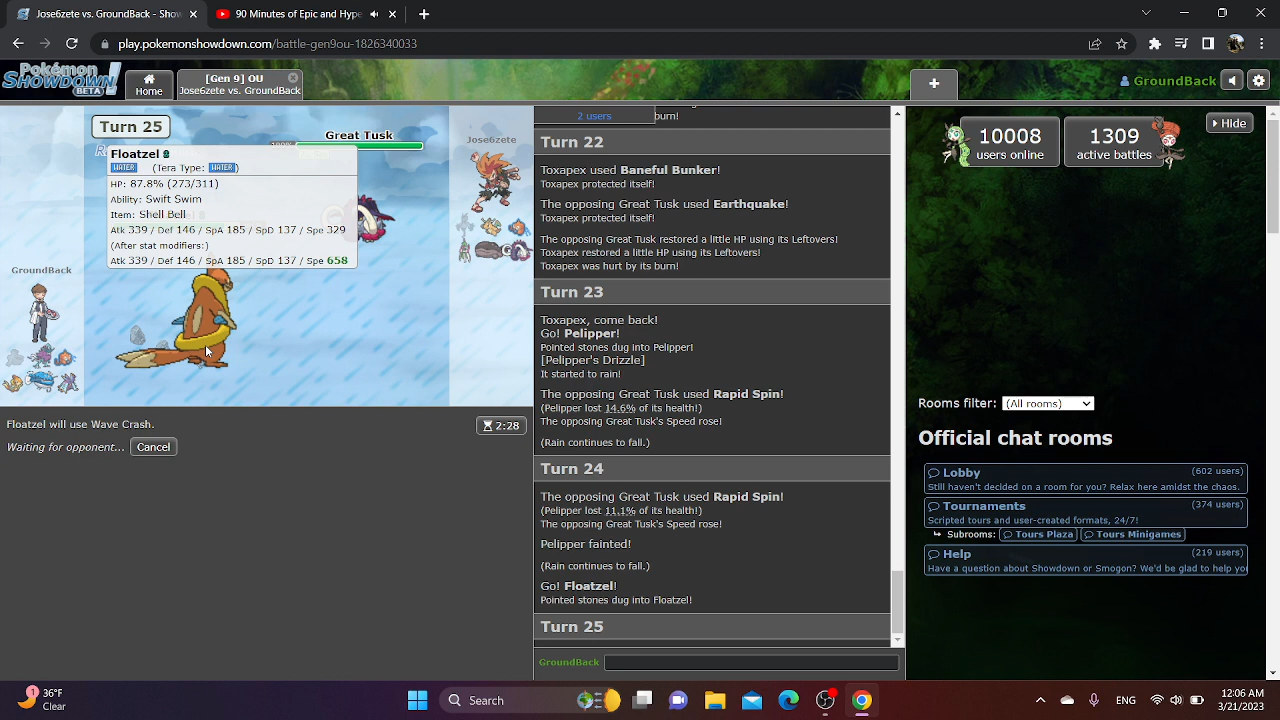 Jose6zete vs. GroundBack - Show
90 Minutes of Epic and Hype
play.pokemonshowdown.com/battle-gen9ou-1826340033
Pokémon
SHOWDOWN!
BETA!
Home
[Gen 9] OU
Jose6zete vs. GroundBack
GroundBack
Turn 25
Great Tusk
100%
Floatzel
WATER (Tera Type: WATER)
HP: 87.8% (273/311)
Ability: Swift Swim
Item: Shell Bell
Atk 339 / Def 146 / SpA 185 / SpD 137 / Spe 329
(After stat modifiers:)
Atk 339 / Def 146 / SpA 185 / SpD 137 / Spe 658
GroundBack
Jose6zete
Floatzel will use Wave Crash.
2:28
Waiting for opponent... Cancel
2 users
burn!
Turn 22
Toxapex used Baneful Bunker!
Toxapex protected itself!
The opposing Great Tusk used Earthquake!
Toxapex protected itself!
The opposing Great Tusk restored a little HP using its Leftovers!
Toxapex restored a little HP using its Leftovers!
Toxapex was hurt by its burn!
Turn 23
Toxapex, come back!
Go! Pelipper!
Pointed stones dug into Pelipper!
[Pelipper's Drizzle]
It started to rain!
The opposing Great Tusk used Rapid Spin!
(Pelipper lost 14.6% of its health!)
The opposing Great Tusk's Speed rose!
(Rain continues to fall.)
Turn 24
The opposing Great Tusk used Rapid Spin!
(Pelipper lost 11.1% of its health!)
The opposing Great Tusk's Speed rose!
Pelipper fainted!
(Rain continues to fall.)
Go! Floatzel!
Pointed stones dug into Floatzel!
Turn 25
GroundBack
10008
users online
1309
active battles
Hide
Rooms filter: (All rooms)
Official chat rooms
Lobby (602 users)
Still haven't decided on a room for you? Relax here amidst the chaos.
Tournaments (374 users)
Scripted tours and user-created formats, 24/7!
Subrooms: Tours Plaza Tours Minigames
Help (219 users)
Have a question about Showdown or Smogon? We'd be glad to help you
1
36°F
Clear
Search
ENG
12:06 AM
3/21/2023